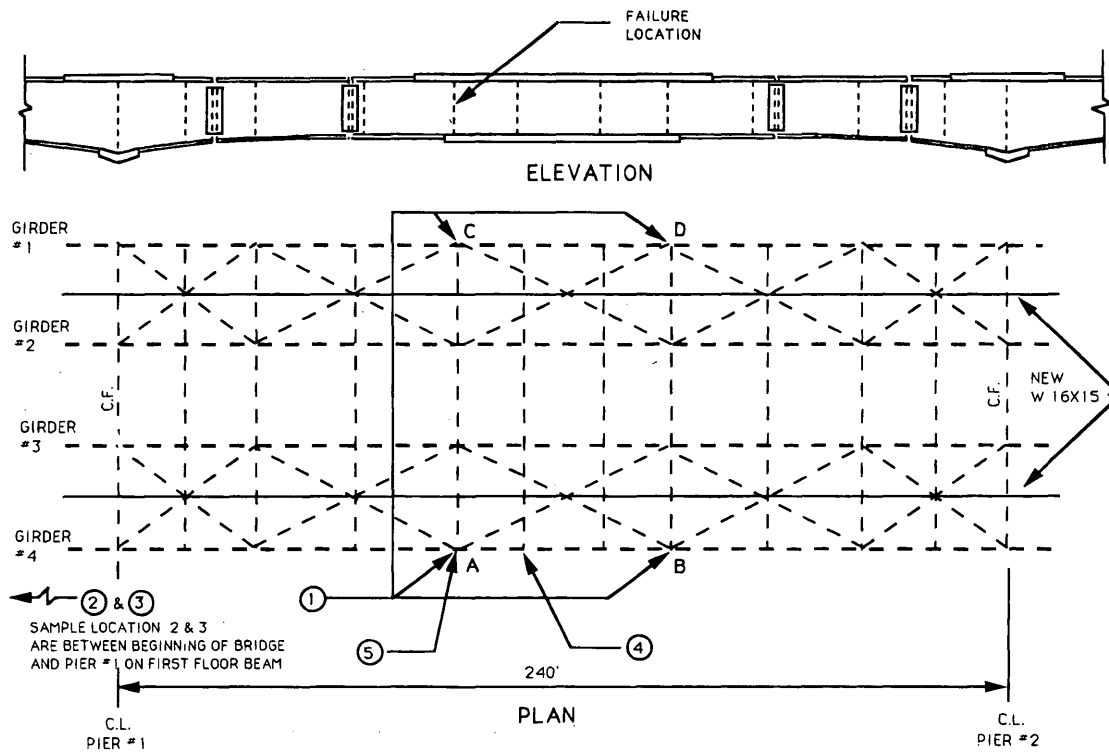 FAILURE
LOCATION
ELEVATION
GIRDER
#1
C
D
GIRDER
#2
C.F.
C.F.
NEW
W 16X15
GIRDER
#3
GIRDER
#4
A
B
2 & 3
1
5
4
SAMPLE LOCATION 2 & 3
ARE BETWEEN BEGINNING OF BRIDGE
AND PIER #1 ON FIRST FLOOR BEAM
240'
C.L.
PIER #1
PLAN
C.L.
PIER #2